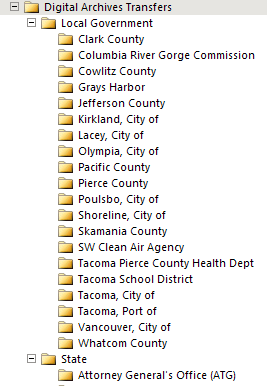 Digital Archives Transfers
Local Government
Clark County
Columbia River Gorge Commission
Cowlitz County
Grays Harbor
Jefferson County
Kirkland, City of
Lacey, City of
Olympia, City of
Pacific County
Pierce County
Poulsbo, City of
Shoreline, City of
Skamania County
SW Clean Air Agency
Tacoma Pierce County Health Dept
Tacoma School District
Tacoma, City of
Tacoma, Port of
Vancouver, City of
Whatcom County
State
Attorney General's Office (ATG)